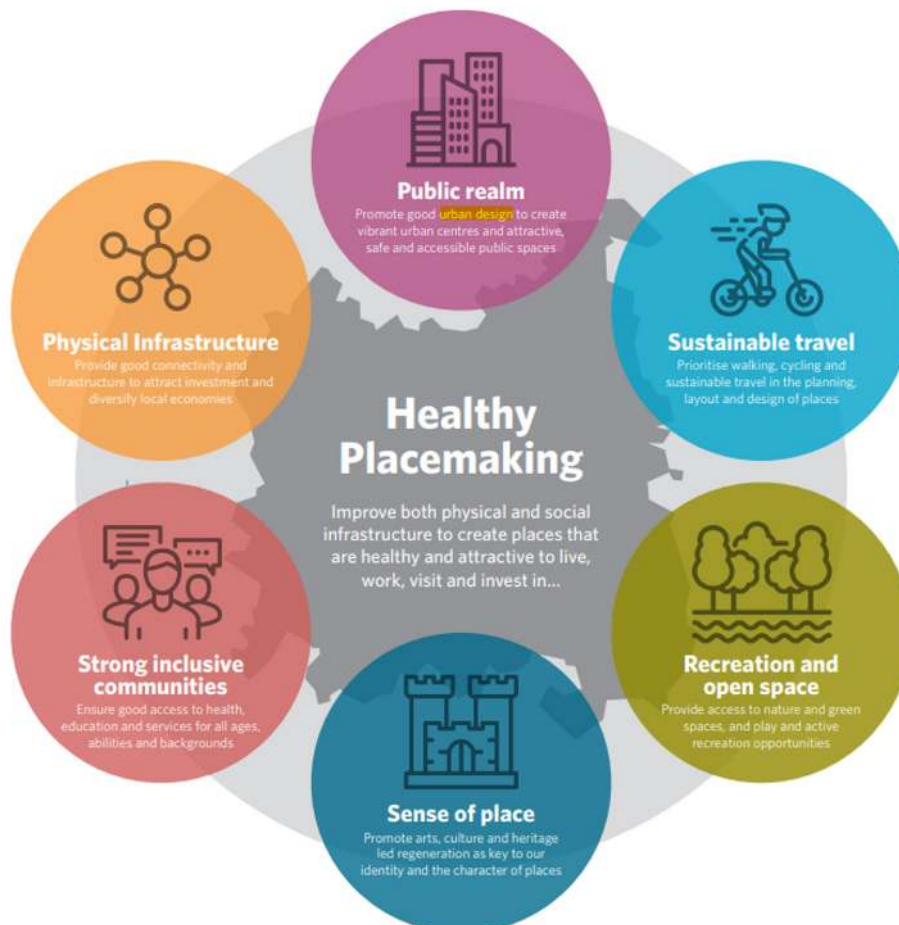 Public realm
Promote good urban design to create
vibrant urban centres and attractive,
safe and accessible public spaces
Physical Infrastructure
Provide good connectivity and
infrastructure to attract investment and
diversify local economies
Sustainable travel
Prioritise walking, cycling and
sustainable travel in the planning,
layout and design of places
Healthy
Placemaking
Improve both physical and social
infrastructure to create places that
are healthy and attractive to live,
work, visit and invest in...
Strong inclusive
communities
Ensure good access to health,
education and services for all ages,
abilities and backgrounds
Recreation and
open space
Provide access to nature and green
spaces, and play and active
recreation opportunities
Sense of place
Promote arts, culture and heritage
led regeneration as key to our
identity and the character of places